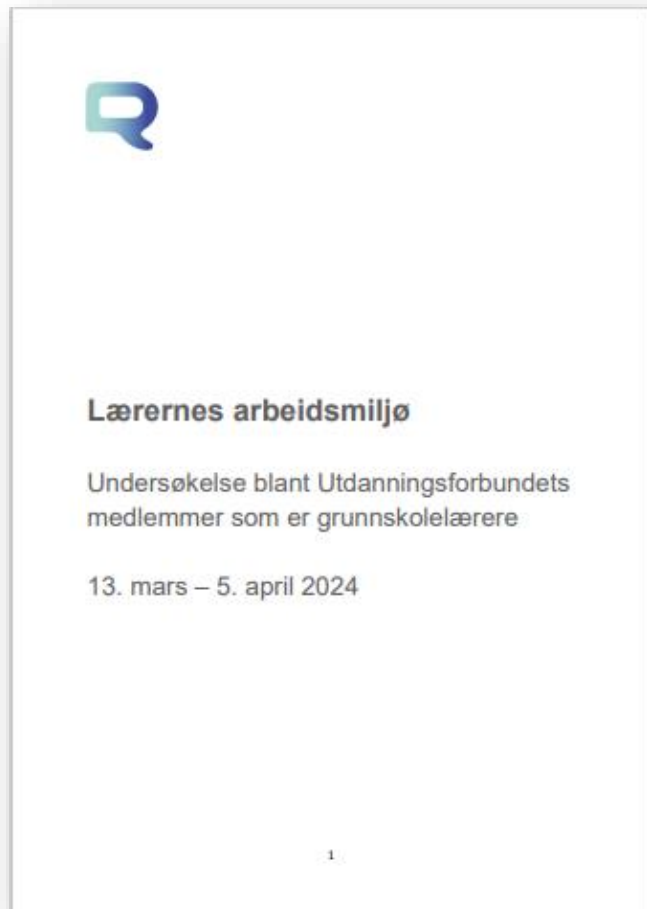 Lærernes arbeidsmiljø
Undersøkelse blant Utdanningsforbundets
medlemmer som er grunnskolelærere
13. mars – 5. april 2024
1